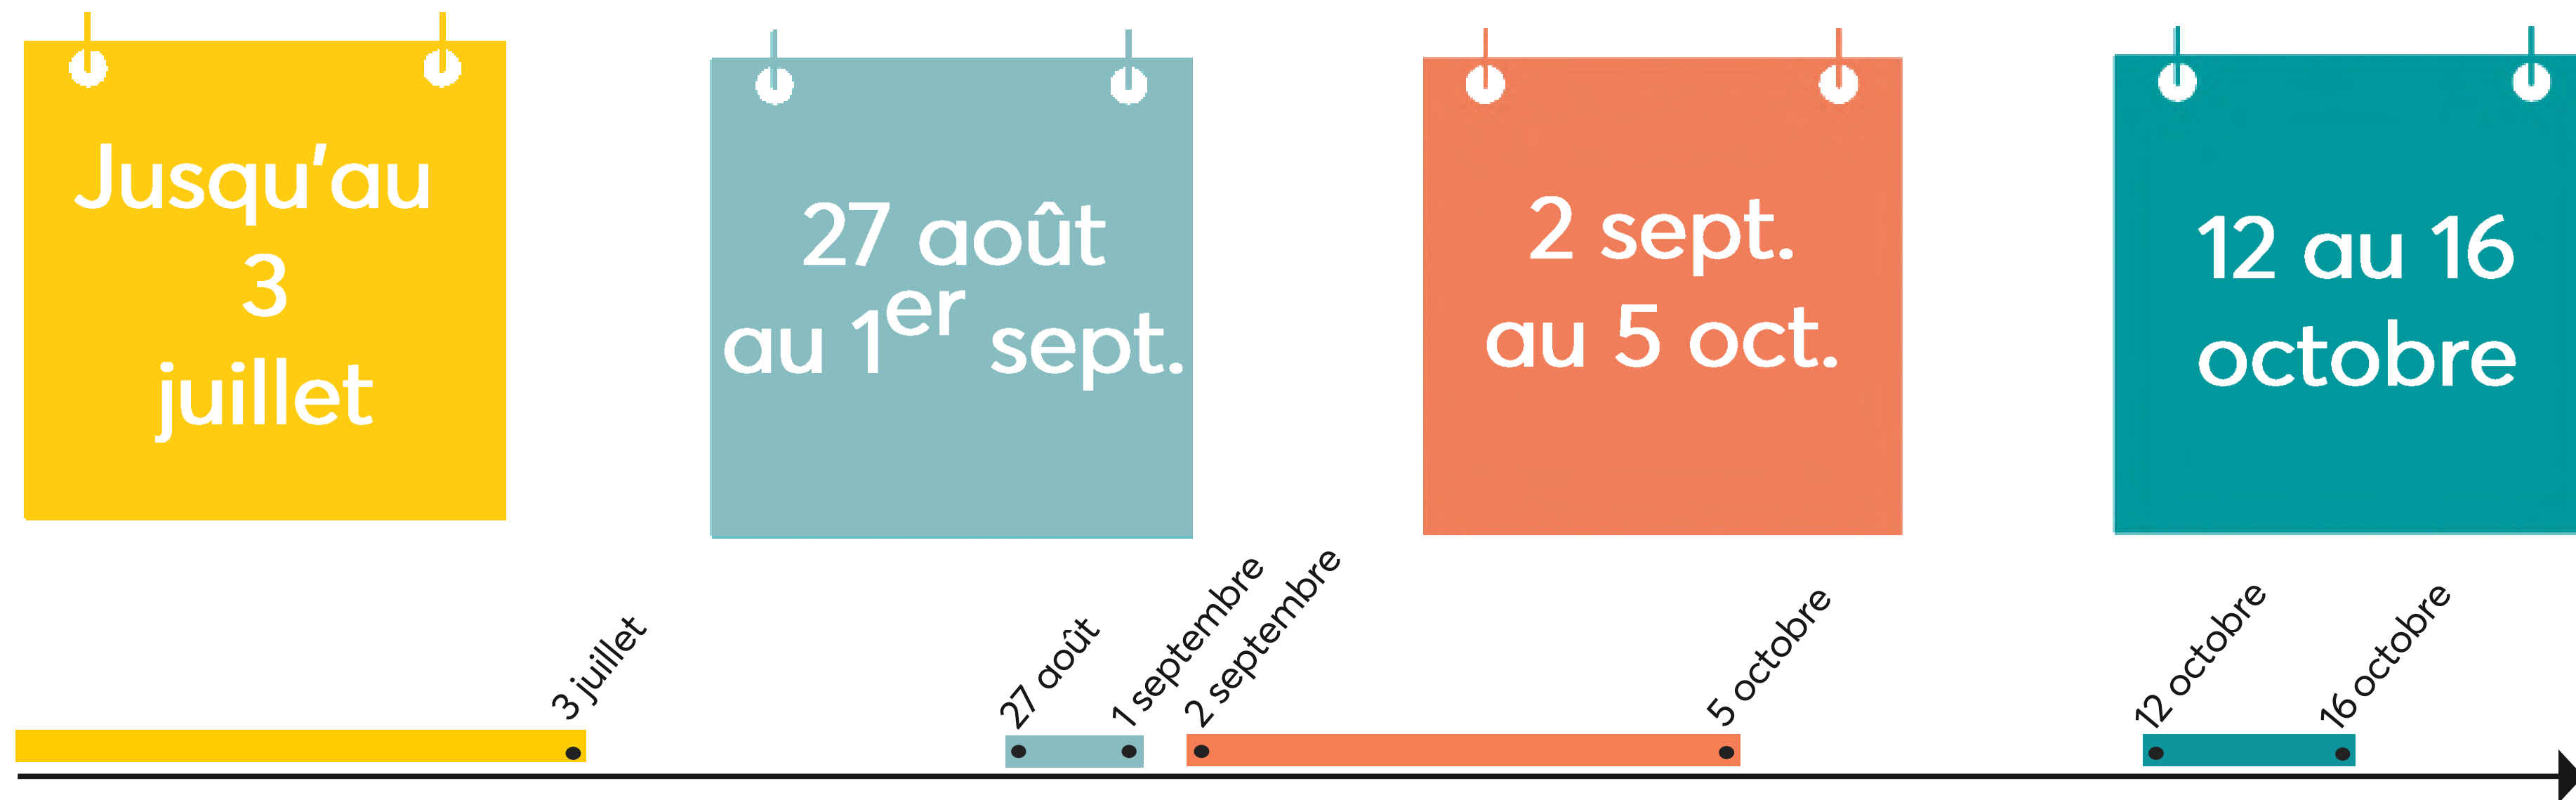 Jusqu'au
3
juillet
27 août
au 1er sept.
2 sept.
au 5 oct.
12 au 16
octobre
3 juillet
27 août
1 septembre
2 septembre
5 octobre
12 octobre
16 octobre